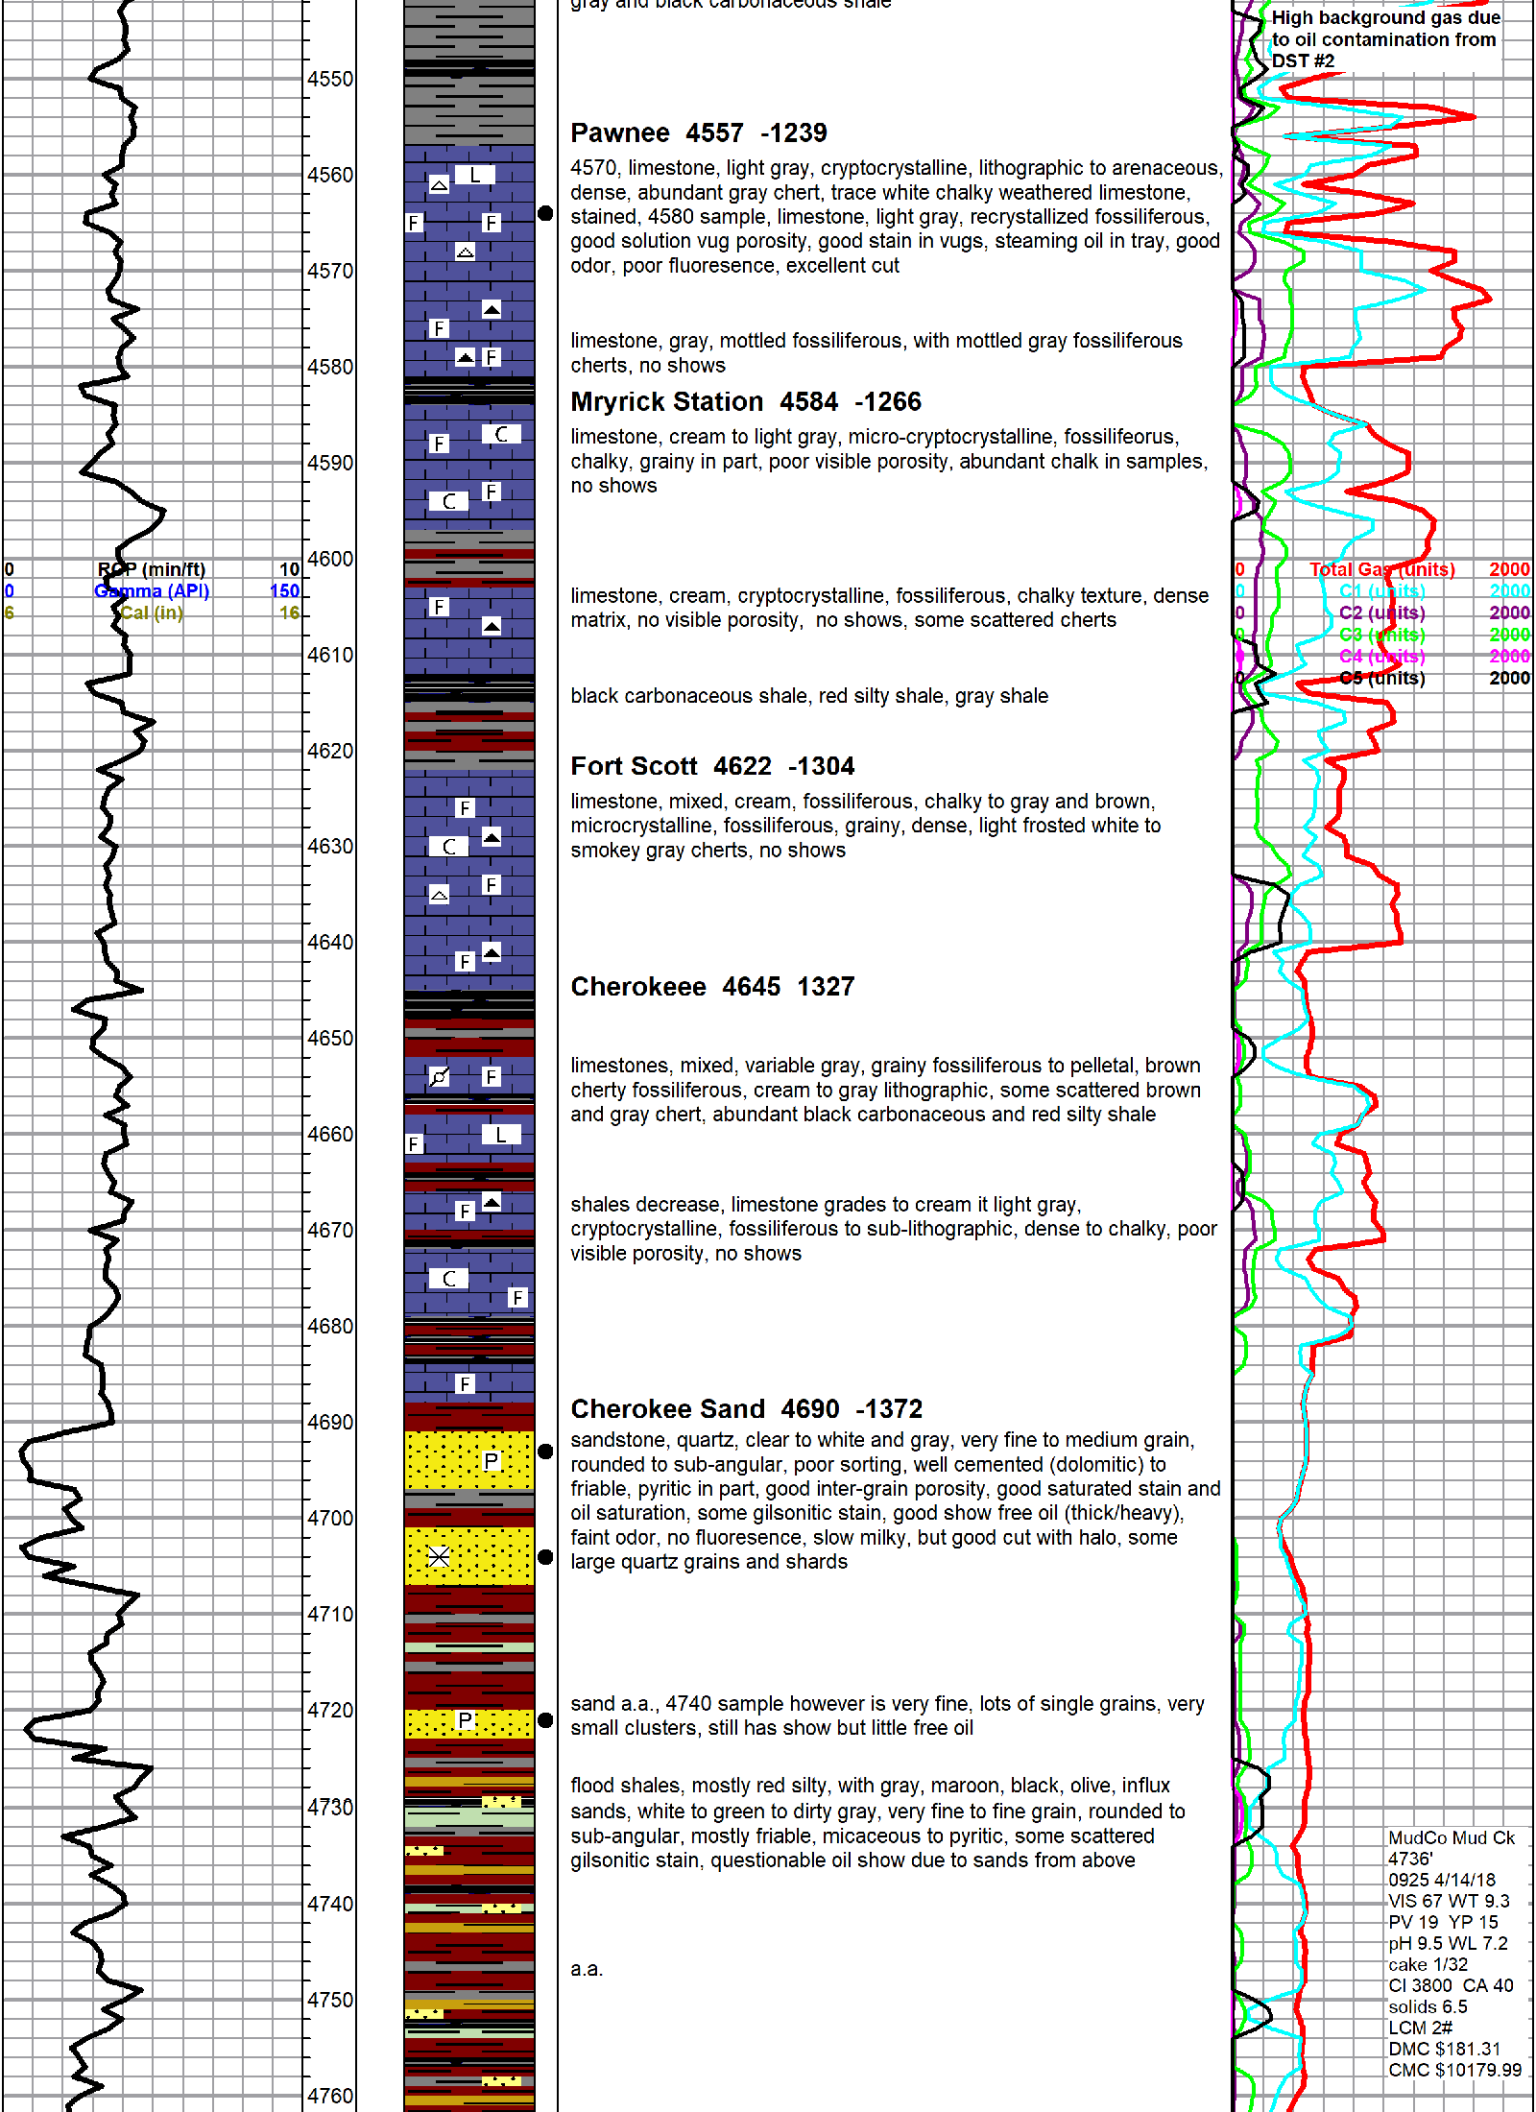 gray and black carbonaceous shale
High background gas due
to oil contamination from
DST #2
4550
Pawnee 4557 -1239
4560
4570, limestone, light gray, cryptocrystalline, lithographic to arenaceous,
dense, abundant gray chert, trace white chalky weathered limestone,
stained, 4580 sample, limestone, light gray, recrystallized fossiliferous,
good solution vug porosity, good stain in vugs, steaming oil in tray, good
odor, poor fluoresence, excellent cut
L
F F
4570
limestone, gray, mottled fossiliferous, with mottled gray fossiliferous
cherts, no shows
F
F
4580
Mryrick Station 4584 -1266
limestone, cream to light gray, micro-cryptocrystalline, fossilifeorus,
chalky, grainy in part, poor visible porosity, abundant chalk in samples,
no shows
F C
4590
C F
4600
0 ROP (min/ft) 10
0 Gamma (API) 150
6 Cal (in) 16
0 Total Gas (units) 2000
0 C1 (units) 2000
0 C2 (units) 2000
0 C3 (units) 2000
0 C4 (units) 2000
0 C5 (units) 2000
limestone, cream, cryptocrystalline, fossiliferous, chalky texture, dense
matrix, no visible porosity, no shows, some scattered cherts
F
4610
black carbonaceous shale, red silty shale, gray shale
4620
Fort Scott 4622 -1304
limestone, mixed, cream, fossiliferous, chalky to gray and brown,
microcrystalline, fossiliferous, grainy, dense, light frosted white to
smokey gray cherts, no shows
F
4630
C
F
4640
F
Cherokeee 4645 1327
4650
limestones, mixed, variable gray, grainy fossiliferous to pelletal, brown
cherty fossiliferous, cream to gray lithographic, some scattered brown
and gray chert, abundant black carbonaceous and red silty shale
F
4660
F L
shales decrease, limestone grades to cream it light gray,
cryptocrystalline, fossiliferous to sub-lithographic, dense to chalky, poor
visible porosity, no shows
F
4670
C
F
4680
F
Cherokee Sand 4690 -1372
4690
sandstone, quartz, clear to white and gray, very fine to medium grain,
rounded to sub-angular, poor sorting, well cemented (dolomitic) to
friable, pyritic in part, good inter-grain porosity, good saturated stain and
oil saturation, some gilsonitic stain, good show free oil (thick/heavy),
faint odor, no fluoresence, slow milky, but good cut with halo, some
large quartz grains and shards
P
4700
4710
sand a.a., 4740 sample however is very fine, lots of single grains, very
small clusters, still has show but little free oil
4720
P
flood shales, mostly red silty, with gray, maroon, black, olive, influx
sands, white to green to dirty gray, very fine to fine grain, rounded to
sub-angular, mostly friable, micaceous to pyritic, some scattered
gilsonitic stain, questionable oil show due to sands from above
4730
4740
a.a.
4750
4760
MudCo Mud Ck
4736'
0925 4/14/18
VIS 67 WT 9.3
PV 19 YP 15
pH 9.5 WL 7.2
cake 1/32
Cl 3800 CA 40
solids 6.5
LCM 2#
DMC $181.31
CMC $10179.99